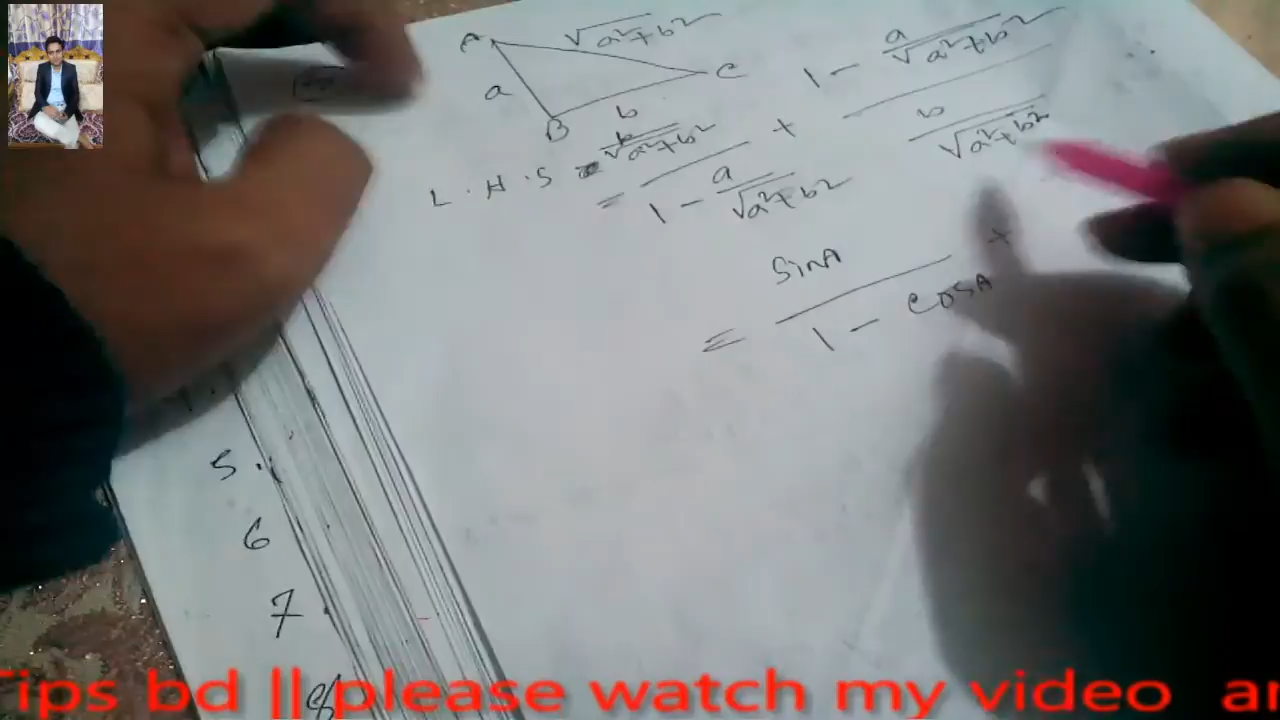 A √a²+b²
a C
B b
L.H.S = b/√a²+b² / 1 - a/√a²+b² + 1 - a/√a²+b² / b/√a²+b²
= sinA / 1 - cosA +
5.
6
7.
Tips bd || please watch my video